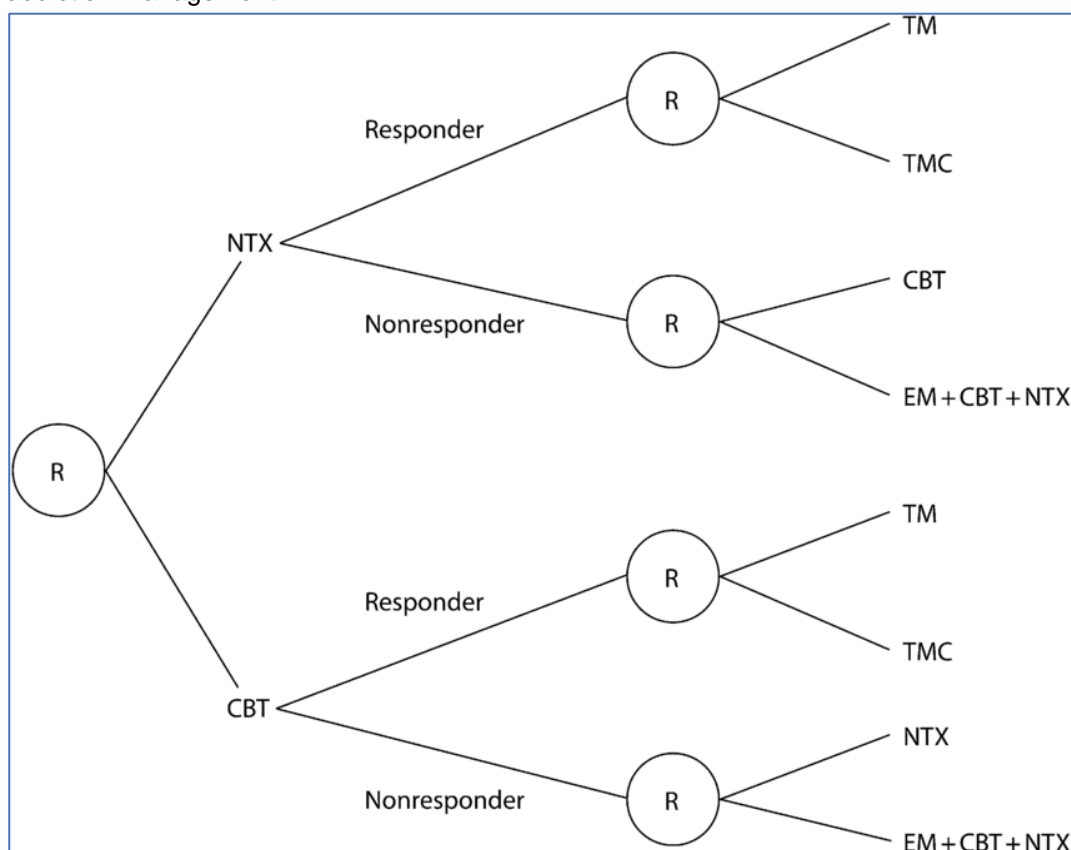 TM
R
Responder
TMC
NTX
CBT
R
Nonresponder
EM + CBT + NTX
R
TM
R
Responder
TMC
CBT
NTX
R
Nonresponder
EM + CBT + NTX